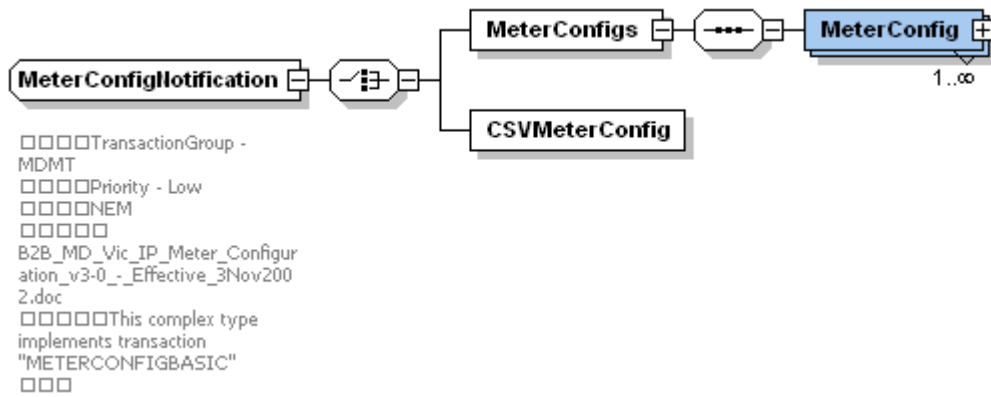 MeterConfigs
MeterConfig
1..∞
MeterConfigNotification
CSVMeterConfig
□□□□TransactionGroup -
MDMT
□□□□Priority - Low
□□□□NEM
□□□□□
B2B_MD_Vic_IP_Meter_Configur
ation_v3-0_-_Effective_3Nov200
2.doc
□□□□□This complex type
implements transaction
"METERCONFIGBASIC"
□□□